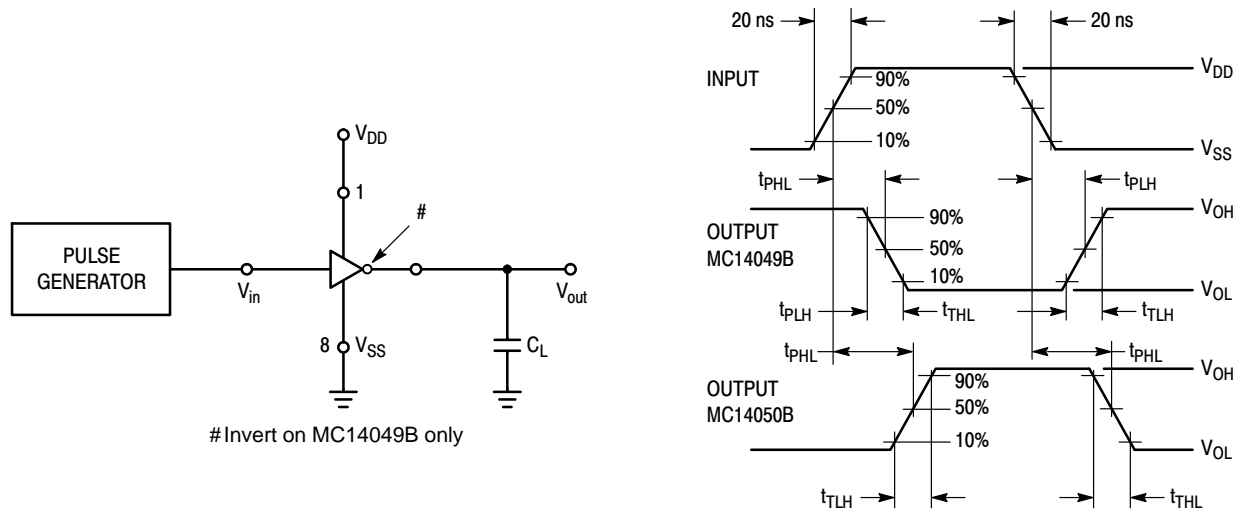 V_DD
1
#
PULSE
GENERATOR
V_in
V_out
8
V_SS
C_L
# Invert on MC14049B only
20 ns
20 ns
INPUT
V_DD
90%
50%
10%
V_SS
t_PHL
t_PLH
OUTPUT
MC14049B
V_OH
90%
50%
10%
V_OL
t_PLH
t_THL
t_TLH
t_PHL
t_PHL
OUTPUT
MC14050B
V_OH
90%
50%
10%
V_OL
t_TLH
t_THL